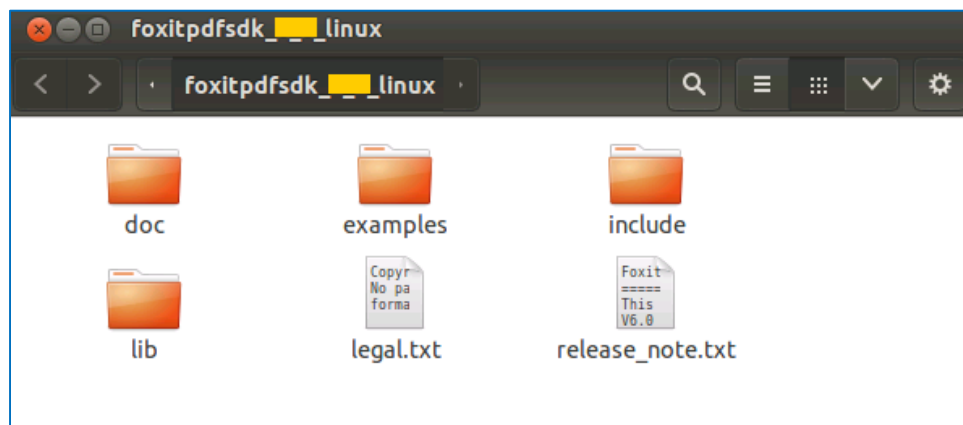 foxitpdfsdk_ _ _linux
foxitpdfsdk_ _ _linux
doc
examples
include
Copyr
No pa
forma
Foxit
=====
This
V6.0
lib
legal.txt
release_note.txt